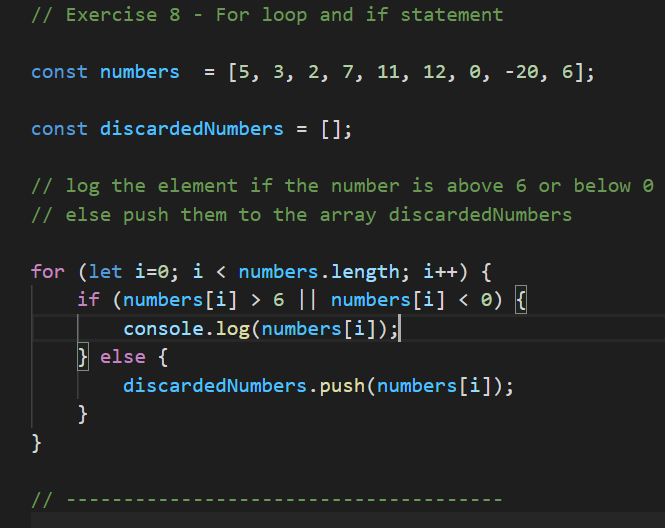 // Exercise 8 - For loop and if statement
const numbers  = [5, 3, 2, 7, 11, 12, 0, -20, 6];
const discardedNumbers = [];
// log the element if the number is above 6 or below 0
// else push them to the array discardedNumbers
for (let i=0; i < numbers.length; i++) {
    if (numbers[i] > 6 || numbers[i] < 0) {
        console.log(numbers[i]);
    } else {
        discardedNumbers.push(numbers[i]);
    }
}
// --------------------------------------